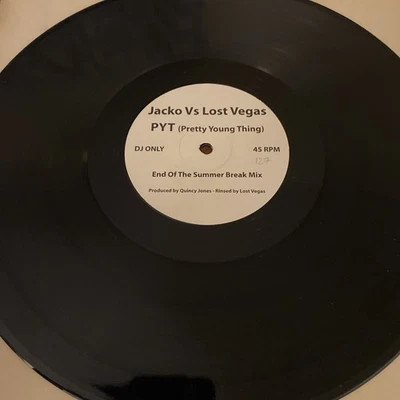 Jacko Vs Lost Vegas
PYT (Pretty Young Thing)
DJ ONLY 45 RPM
End Of The Summer Break Mix
Produced by Quincy Jones - Rinsed by Lost Vegas